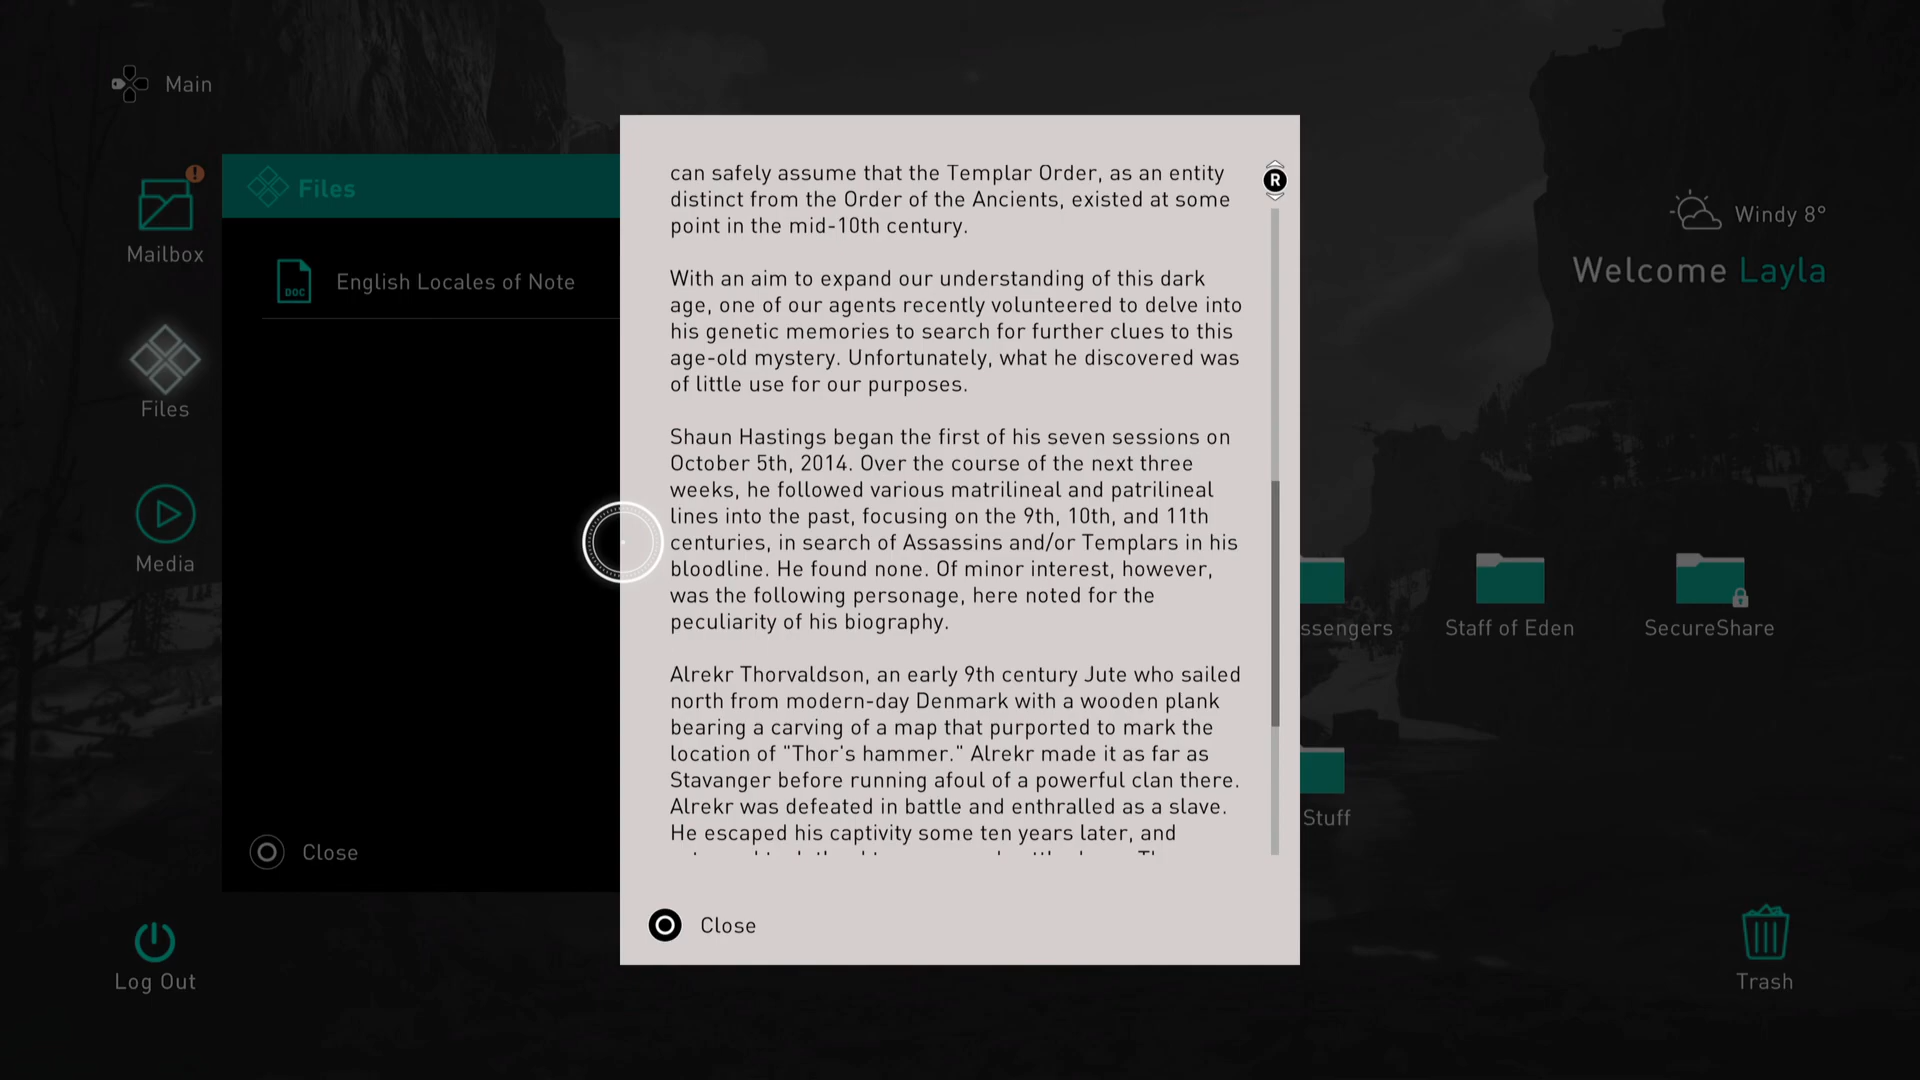 Main
Mailbox
Files
Media
Log Out
Files
DOC
English Locales of Note
Close
can safely assume that the Templar Order, as an entity
distinct from the Order of the Ancients, existed at some
point in the mid-10th century.
With an aim to expand our understanding of this dark
age, one of our agents recently volunteered to delve into
his genetic memories to search for further clues to this
age-old mystery. Unfortunately, what he discovered was
of little use for our purposes.
Shaun Hastings began the first of his seven sessions on
October 5th, 2014. Over the course of the next three
weeks, he followed various matrilineal and patrilineal
lines into the past, focusing on the 9th, 10th, and 11th
centuries, in search of Assassins and/or Templars in his
bloodline. He found none. Of minor interest, however,
was the following personage, here noted for the
peculiarity of his biography.
Alrekr Thorvaldson, an early 9th century Jute who sailed
north from modern-day Denmark with a wooden plank
bearing a carving of a map that purported to mark the
location of "Thor's hammer." Alrekr made it as far as
Stavanger before running afoul of a powerful clan there.
Alrekr was defeated in battle and enthralled as a slave.
He escaped his captivity some ten years later, and
R
Close
Windy 8°
Welcome Layla
ssengers
Staff of Eden
SecureShare
Stuff
Trash